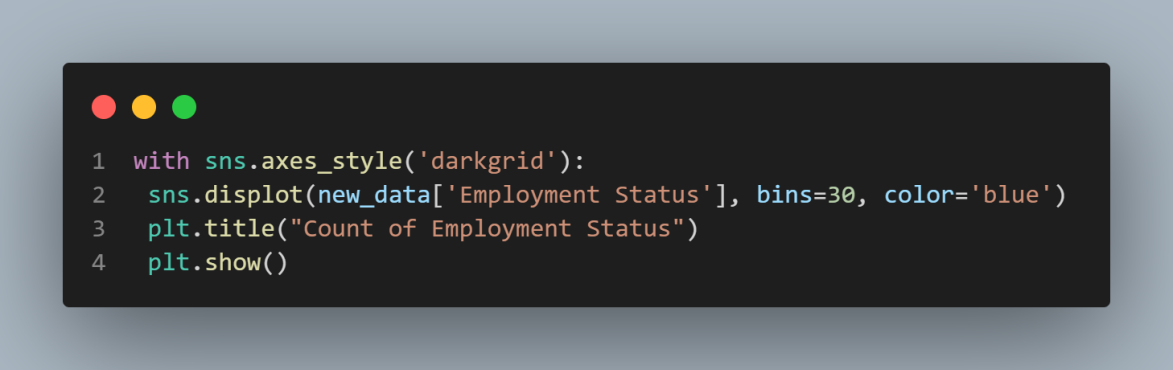 1 with sns.axes_style('darkgrid'):
2  sns.displot(new_data['Employment Status'], bins=30, color='blue')
3  plt.title("Count of Employment Status")
4  plt.show()